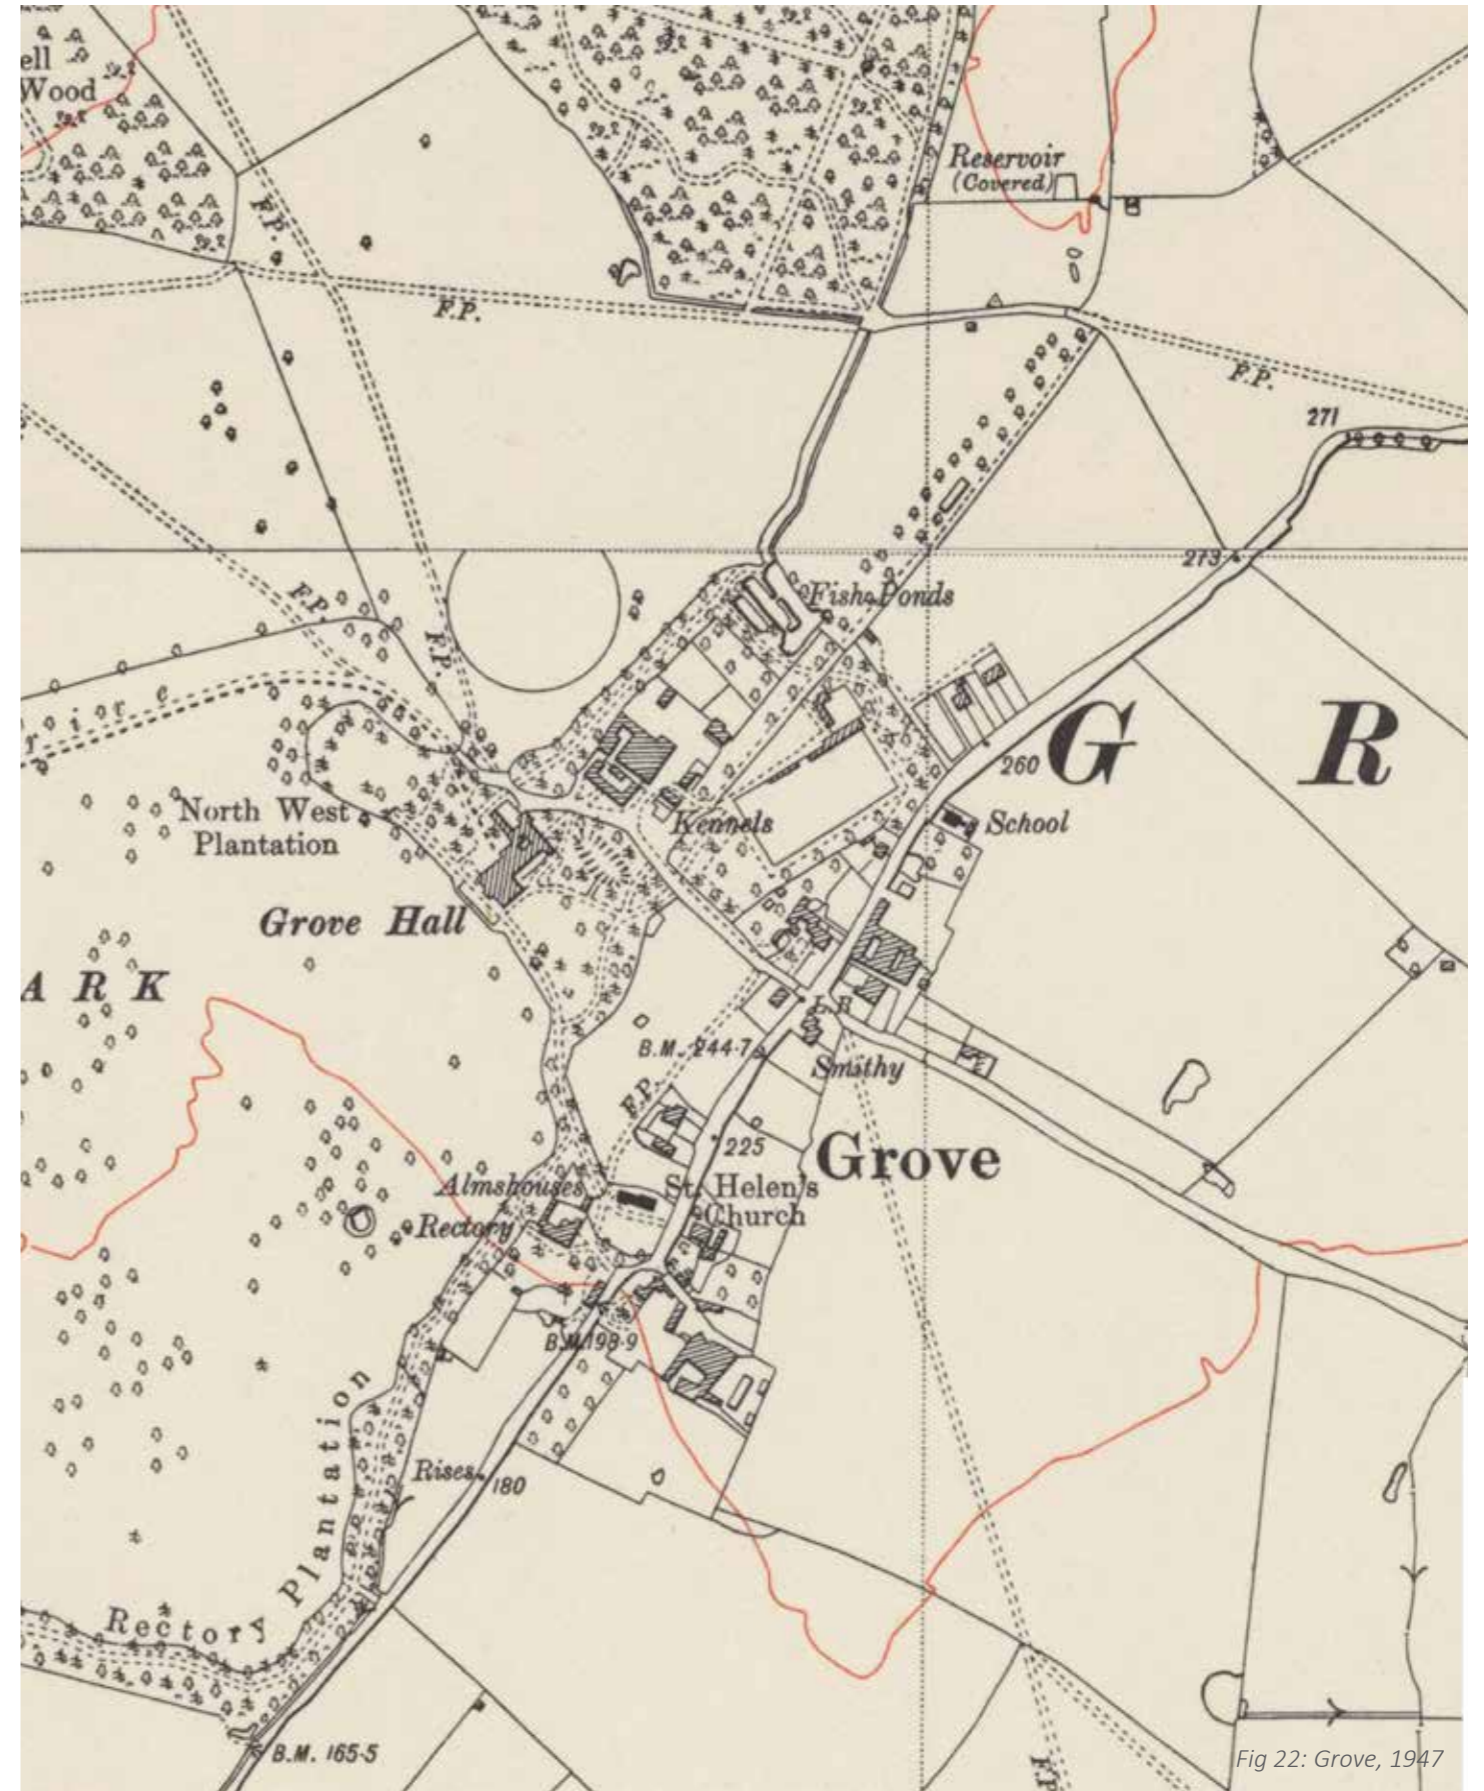 ell
Wood
Reservoir
(Covered)
F.P.
F.P.
F.P.
271
273
Fish Ponds
F.P.
F.P.
r i v e
G R
260
North West
Plantation
Kennels
School
Grove Hall
A R K
L B
B.M. 244·7
Smithy
F.P.
225
Grove
Almshouses
St. Helen's
Church
Rectory
B.M. 198·9
Rises
180
Rectory Plantation
B.M. 165·5
F.P.
Fig 22: Grove, 1947